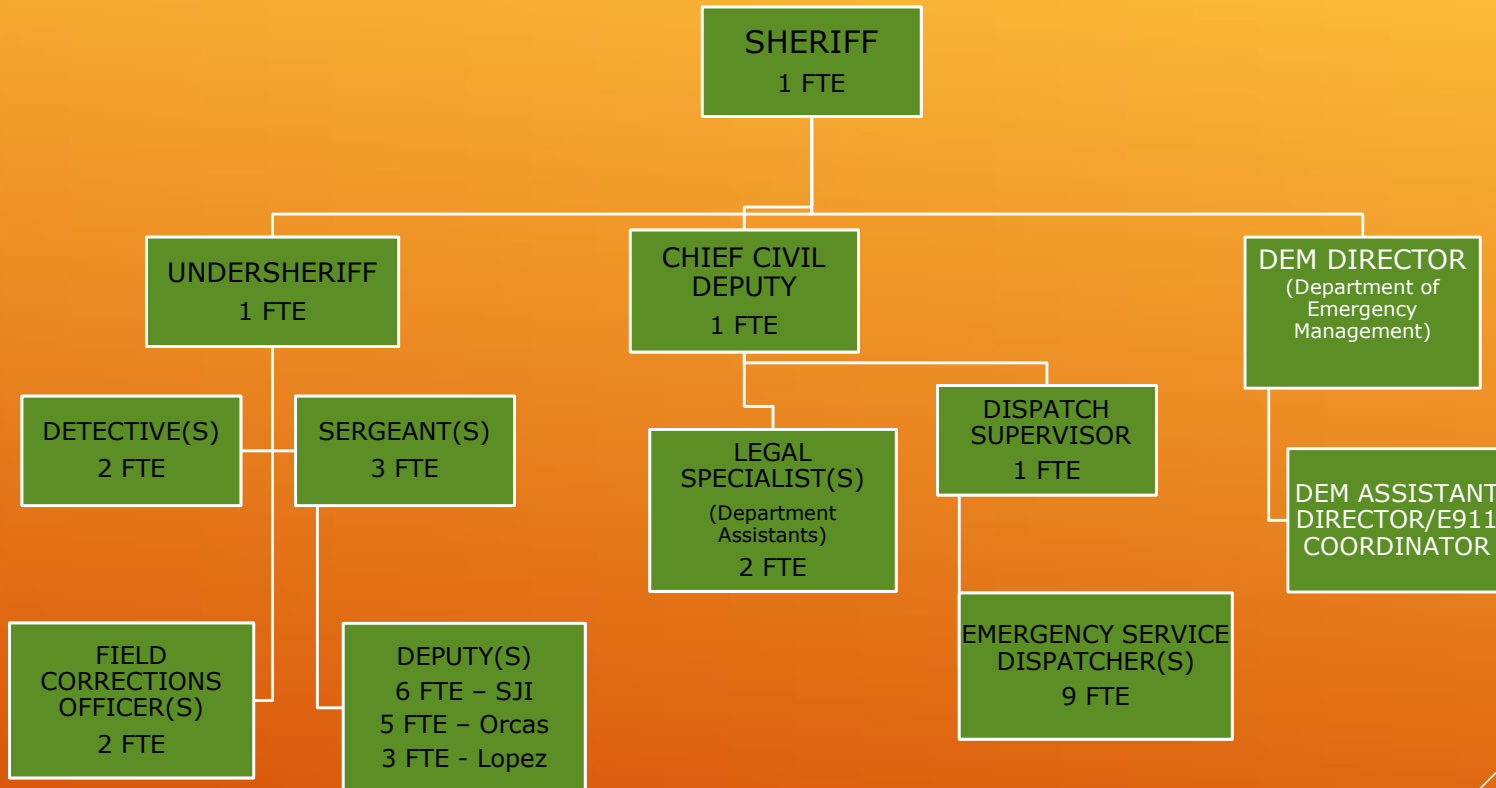 SHERIFF
1 FTE
UNDERSHERIFF
1 FTE
CHIEF CIVIL
DEPUTY
1 FTE
DEM DIRECTOR
(Department of
Emergency
Management)
DETECTIVE(S)
2 FTE
SERGEANT(S)
3 FTE
LEGAL
SPECIALIST(S)
(Department
Assistants)
2 FTE
DISPATCH
SUPERVISOR
1 FTE
DEM ASSISTANT
DIRECTOR/E911
COORDINATOR
FIELD
CORRECTIONS
OFFICER(S)
2 FTE
DEPUTY(S)
6 FTE – SJI
5 FTE – Orcas
3 FTE - Lopez
EMERGENCY SERVICE
DISPATCHER(S)
9 FTE